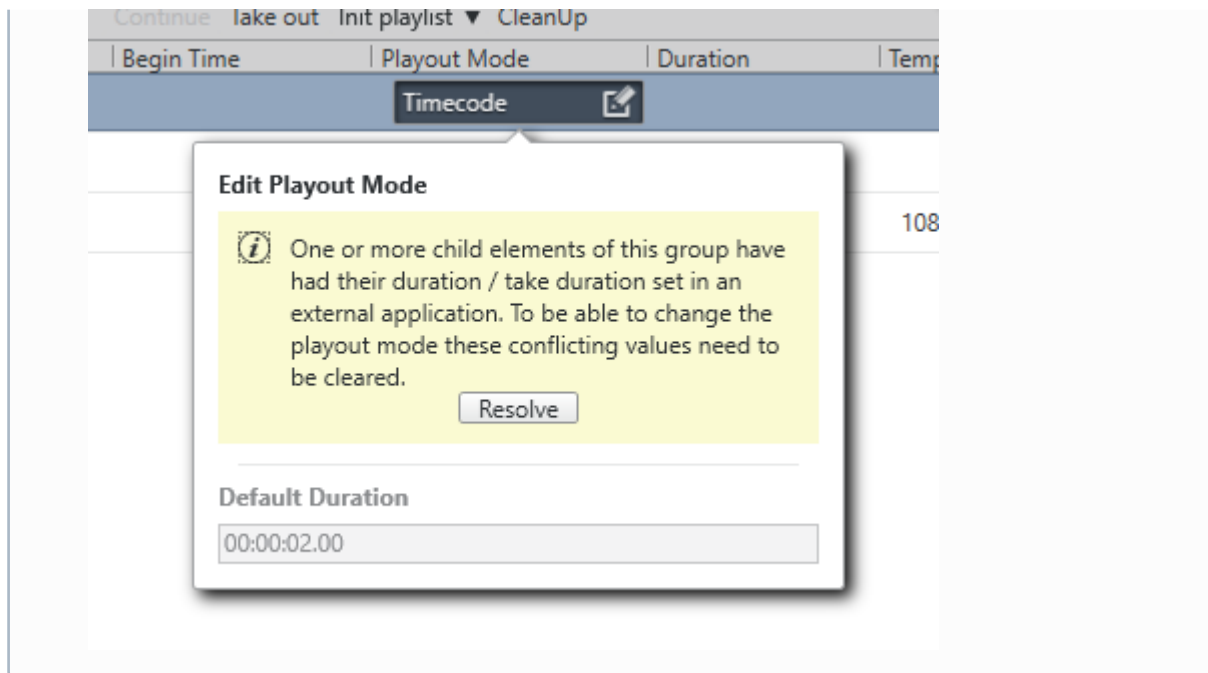 Continue Take out Init playlist ▼ CleanUp
Begin Time Playout Mode Duration Temp
Timecode
Edit Playout Mode
One or more child elements of this group have
had their duration / take duration set in an
external application. To be able to change the
playout mode these conflicting values need to
be cleared.
Resolve
108
Default Duration
00:00:02.00